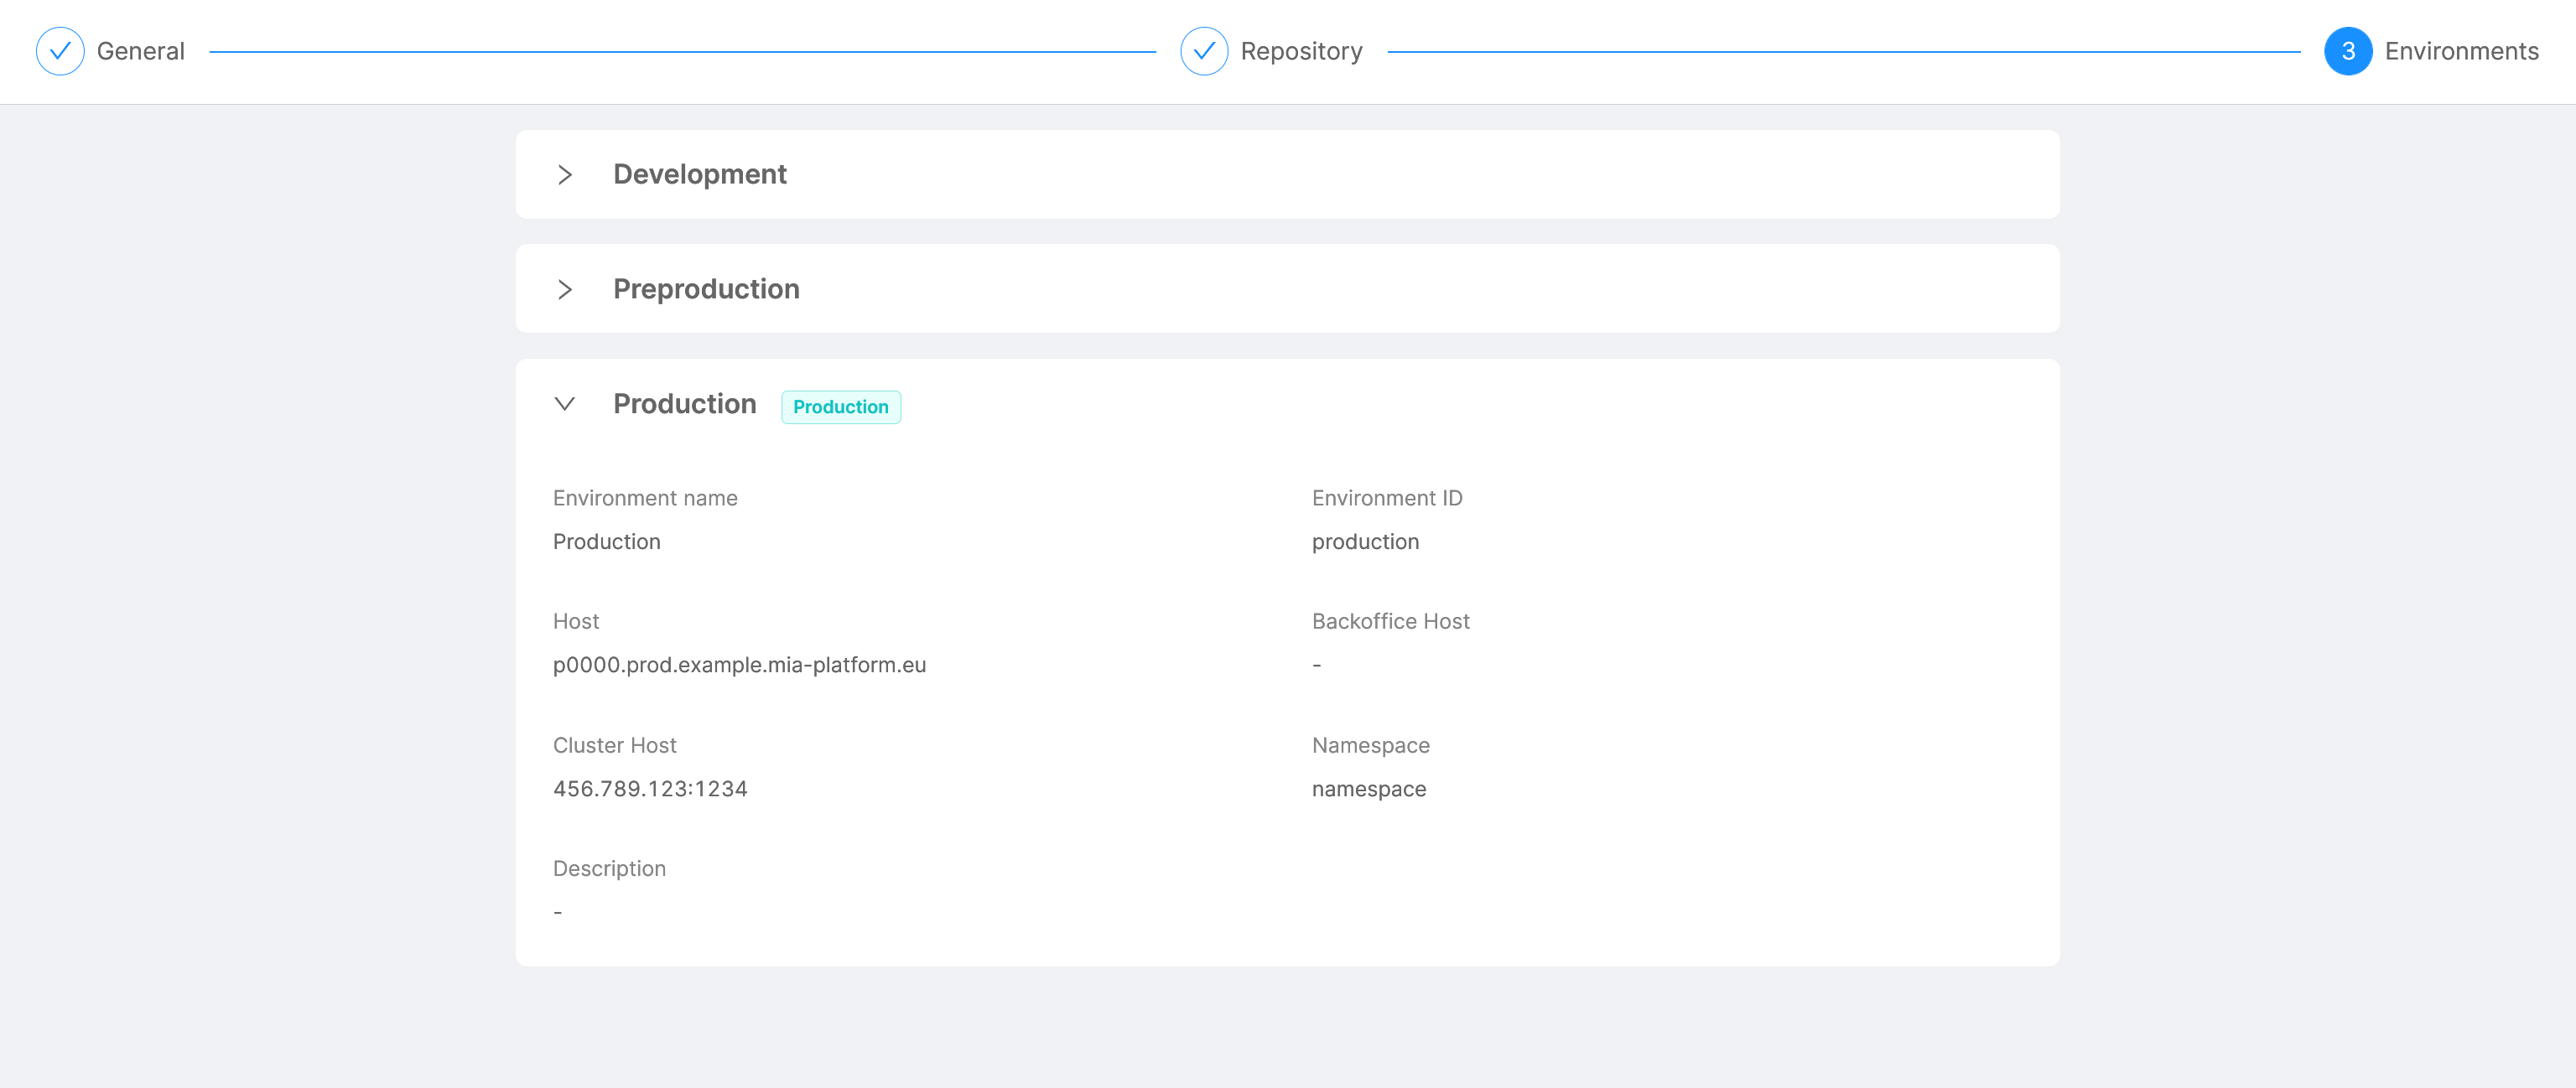 General
Repository
3 Environments
Development
Preproduction
Production Production
Environment name Environment ID
Production production
Host Backoffice Host
p0000.prod.example.mia-platform.eu -
Cluster Host Namespace
456.789.123:1234 namespace
Description
-